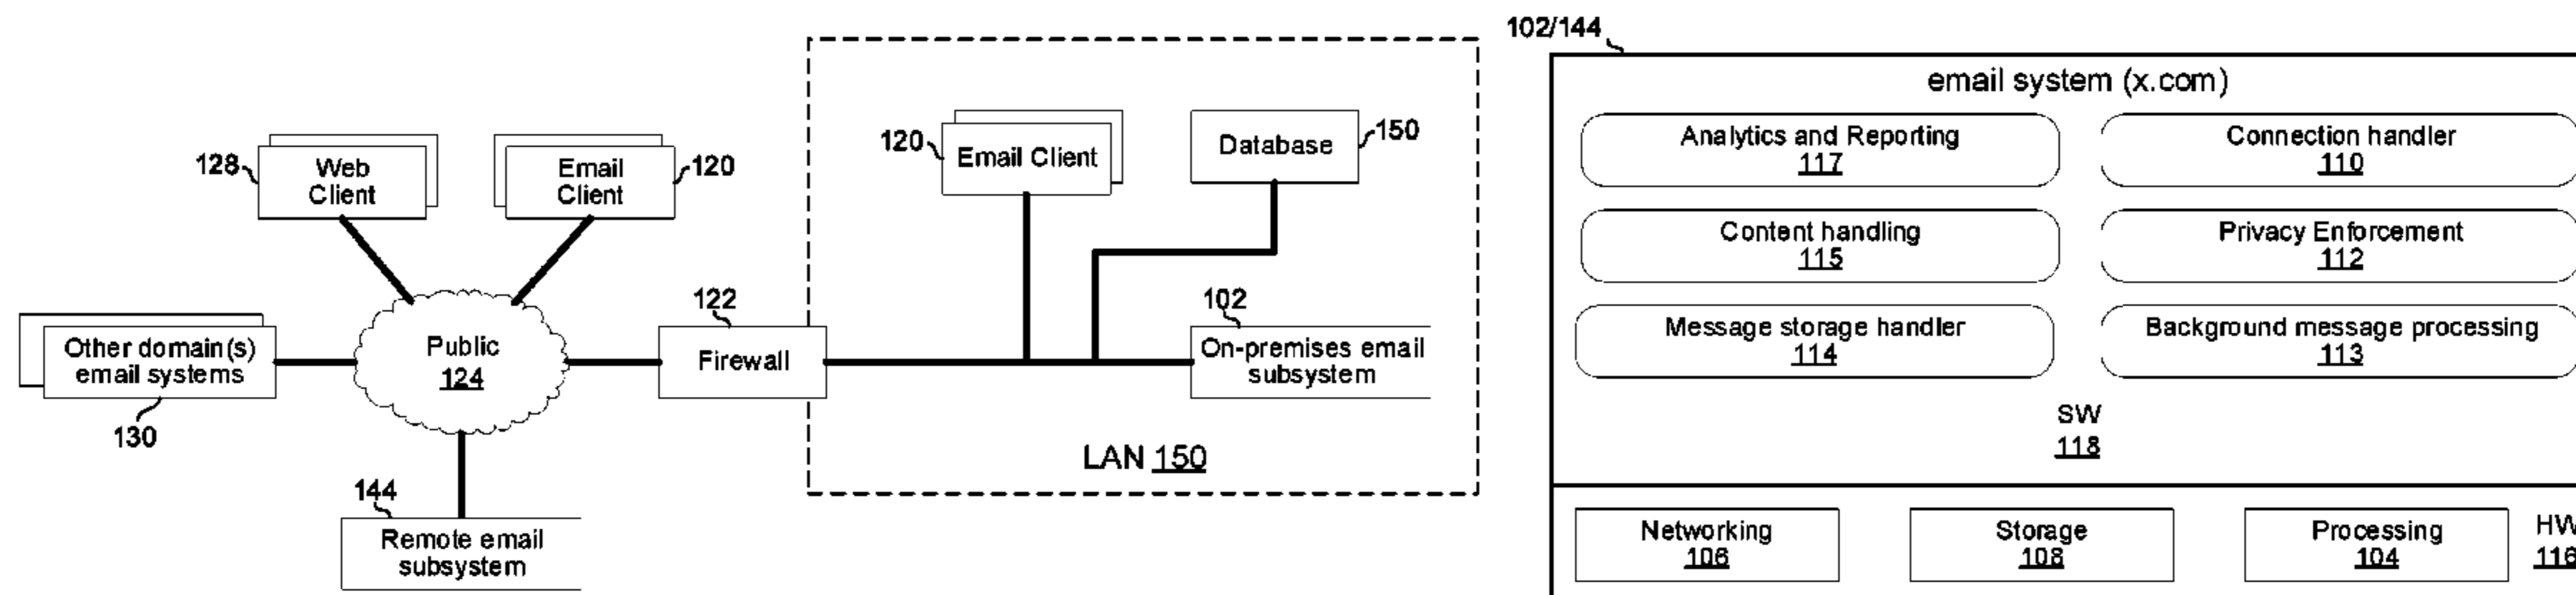 128
Web
Client
Email
Client
120
Other domain(s)
email systems
130
Public
124
144
Remote email
subsystem
122
Firewall
120
Email Client
Database
150
102
On-premises email
subsystem
LAN 150
102/144
email system (x.com)
Analytics and Reporting
117
Connection handler
110
Content handling
115
Privacy Enforcement
112
Message storage handler
114
Background message processing
113
SW
118
Networking
106
Storage
108
Processing
104
HW
116